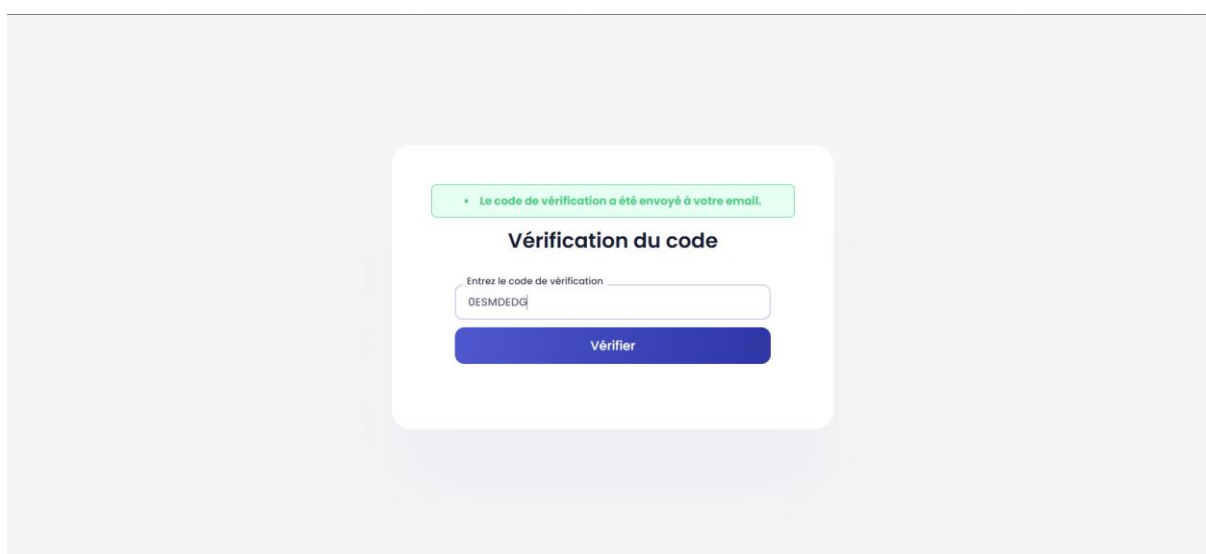 • Le code de vérification a été envoyé à votre email.
Vérification du code
Entrez le code de vérification
0ESMDEDG
Vérifier